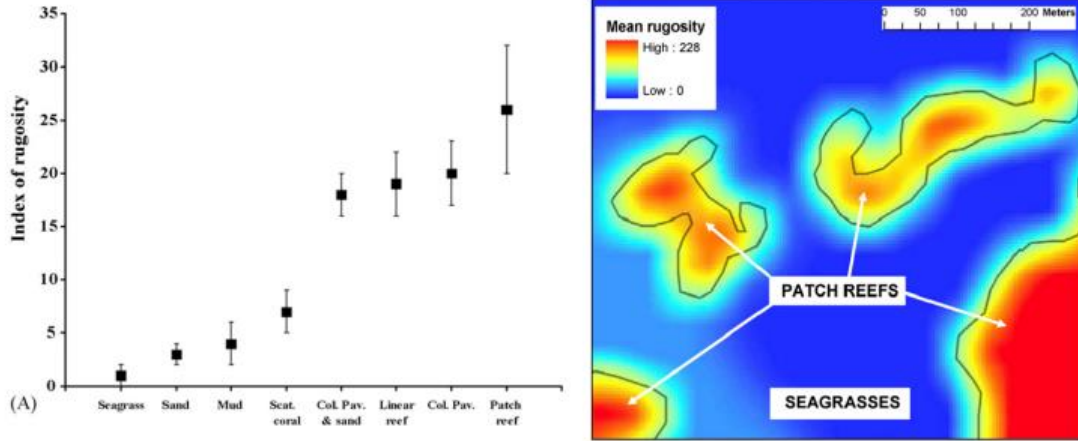 Index of rugosity
35
30
25
20
15
10
5
0
(A)
Seagrass
Sand
Mud
Scat.
coral
Col. Pav.
& sand
Linear
reef
Col. Pav.
Patch
reef
Mean rugosity
High : 228
Low : 0
0 50 100 200 Meters
PATCH REEFS
SEAGRASSES